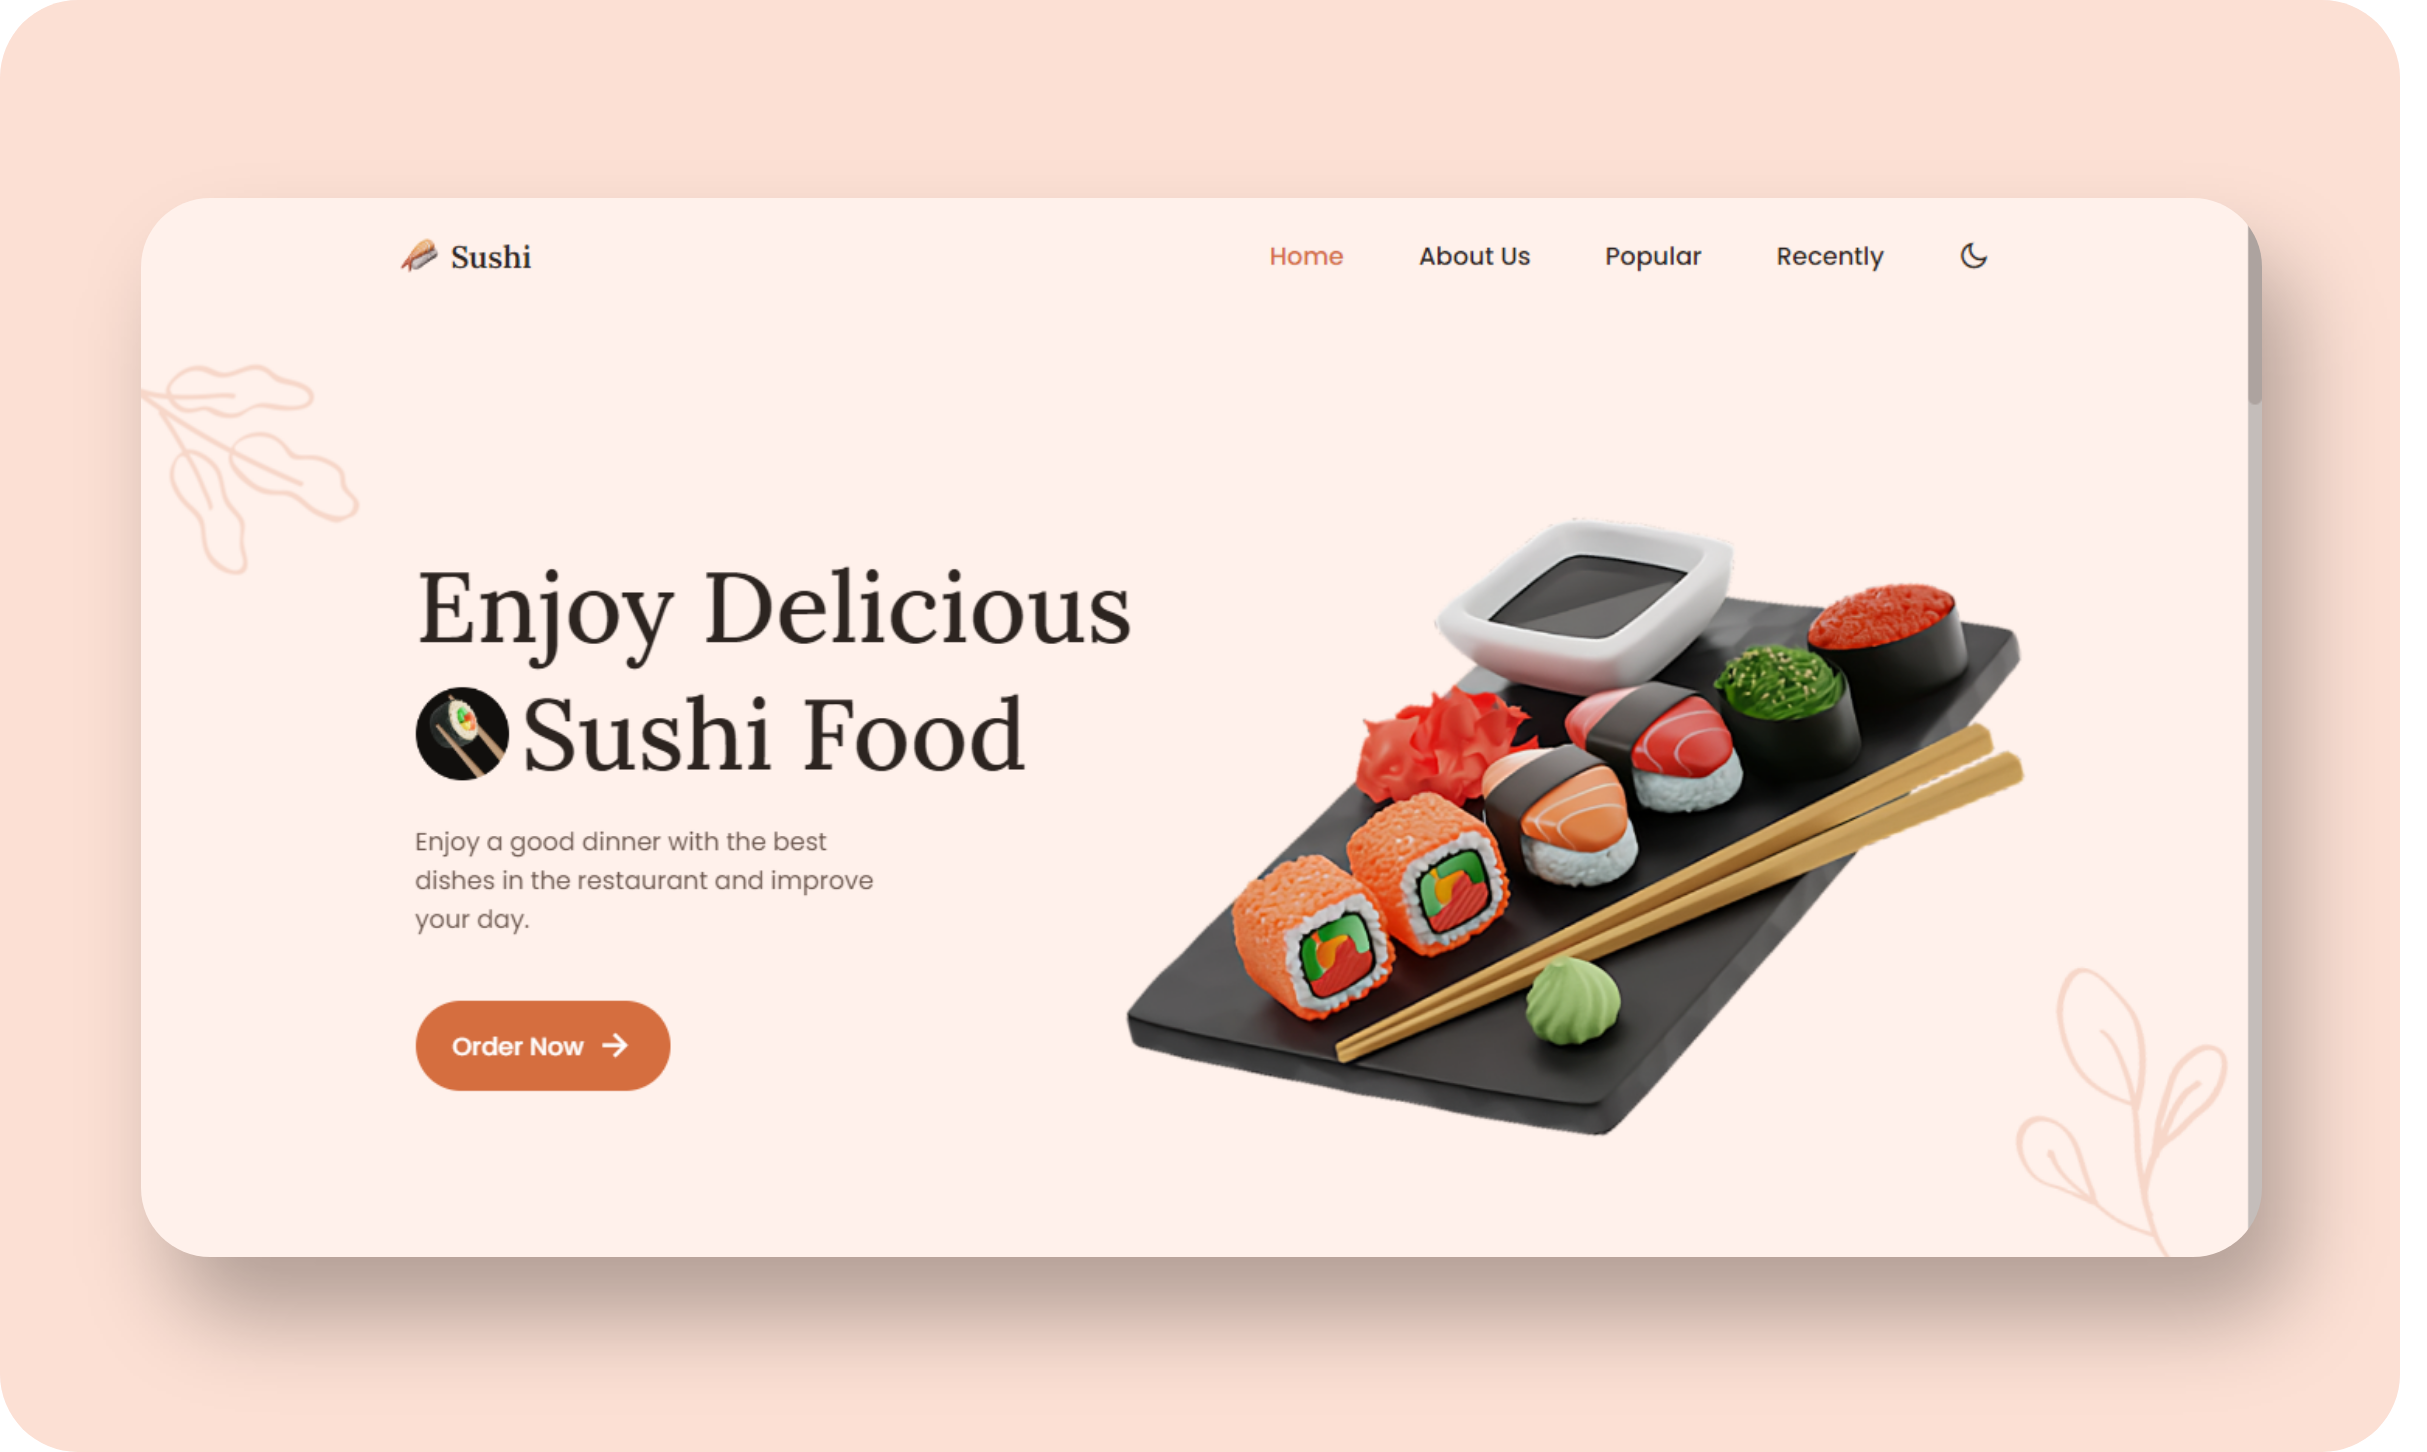 Sushi
Home About Us Popular Recently
Enjoy Delicious
Sushi Food
Enjoy a good dinner with the best
dishes in the restaurant and improve
your day.
Order Now